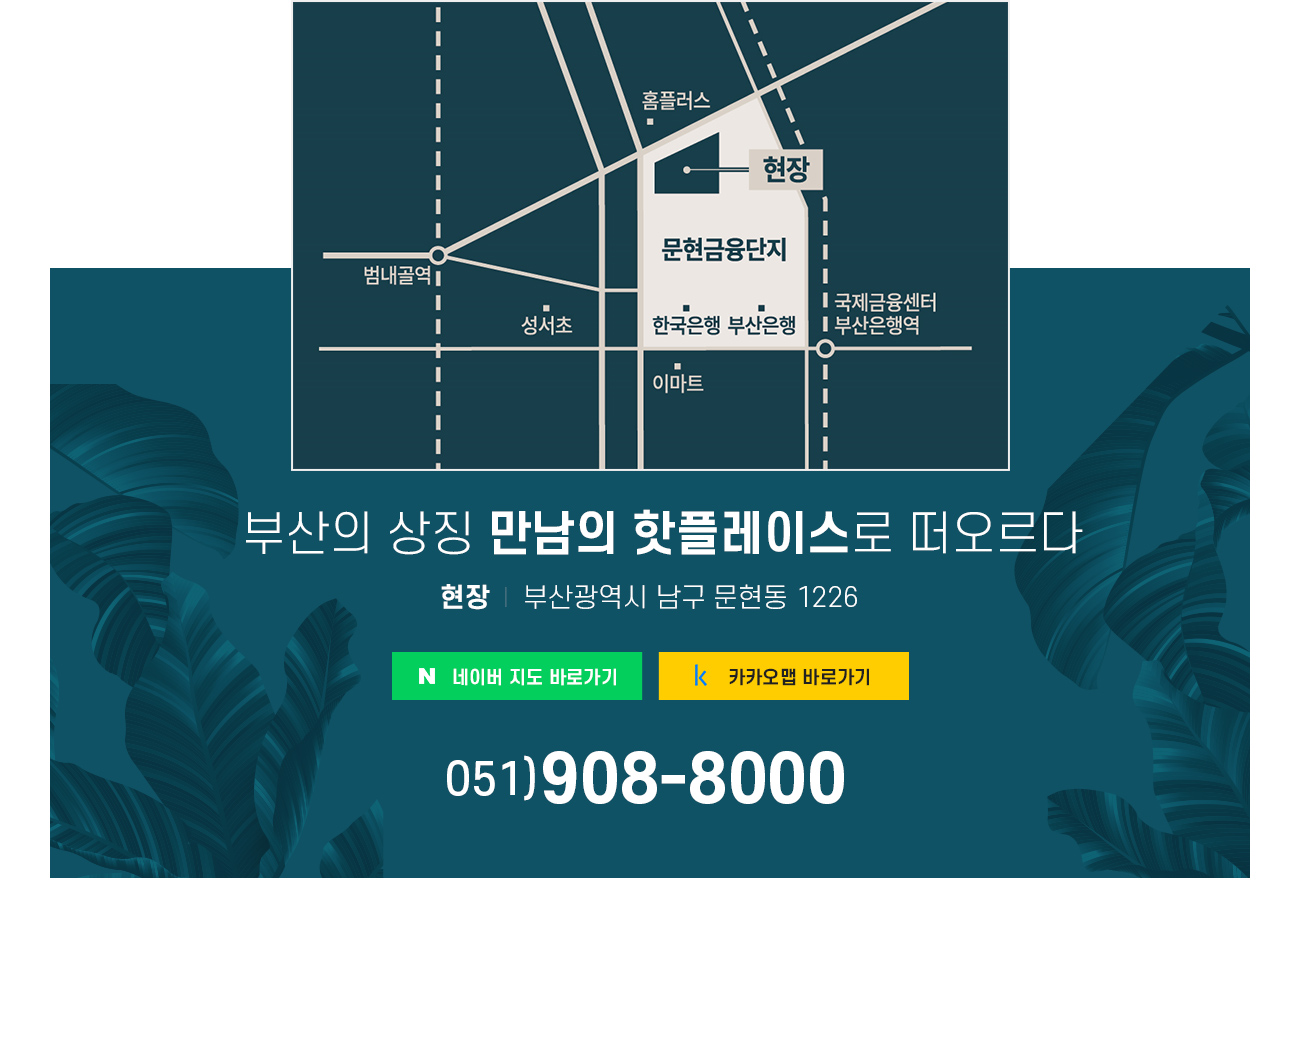 홈플러스
현장
문현금융단지
범내골역
국제금융센터
부산은행역
성서초
한국은행 부산은행
이마트
부산의 상징 만남의 핫플레이스로 떠오르다
현장 | 부산광역시 남구 문현동 1226
N 네이버 지도 바로가기
k 카카오맵 바로가기
051)908-8000